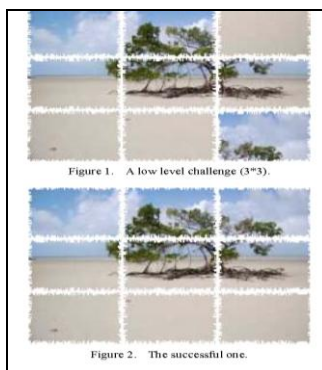 Figure 1. A low level challenge (3*3).
Figure 2. The successful one.